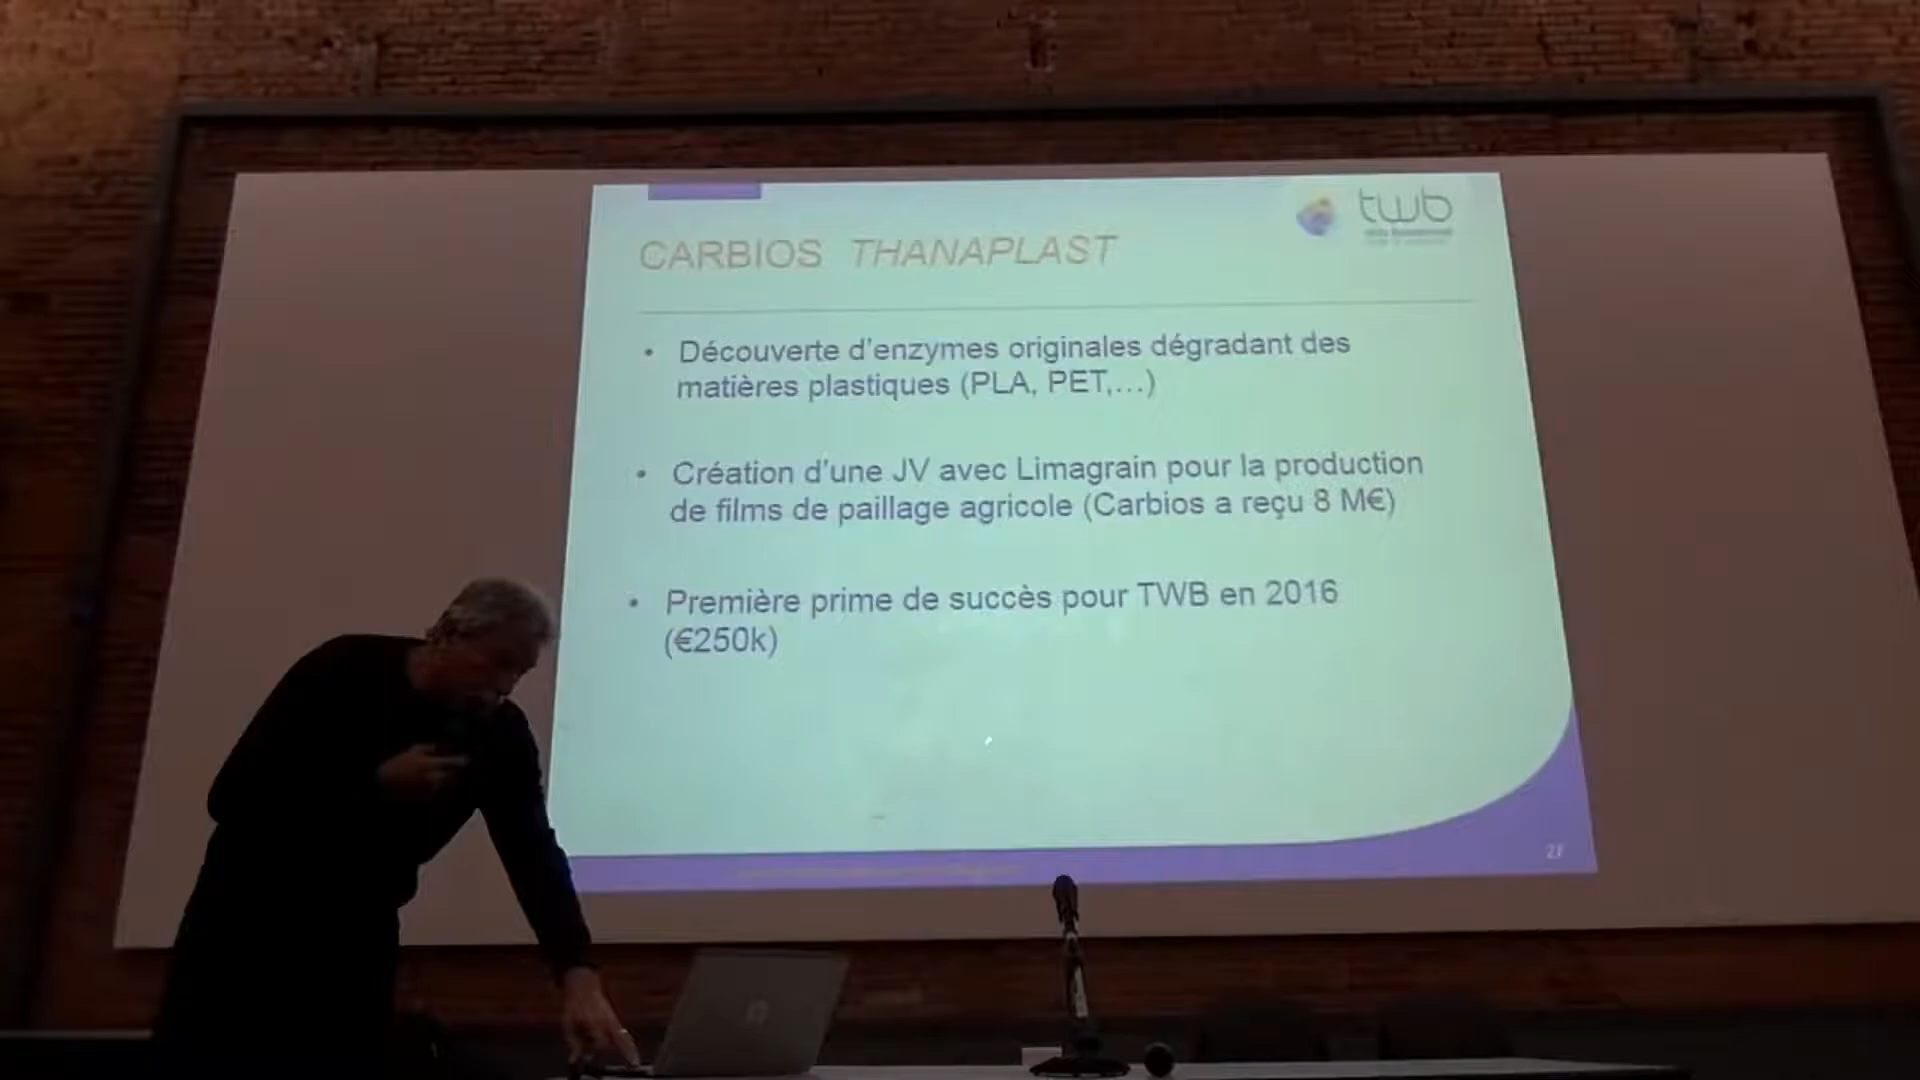 twb
CARBIOS THANAPLAST
• Découverte d'enzymes originales dégradant des
matières plastiques (PLA, PET,...)
• Création d'une JV avec Limagrain pour la production
de films de paillage agricole (Carbios a reçu 8 M€)
• Première prime de succès pour TWB en 2016
(€250k)